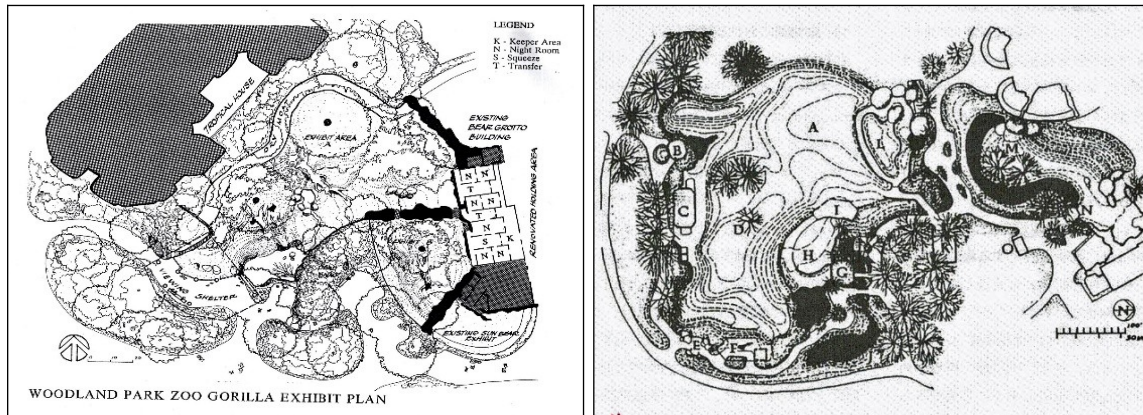 LEGEND
K - Keeper Area
N - Night Room
S - Squeeze
T - Transfer
TROPICAL HOUSE
EXHIBIT AREA
A
EXISTING
BEAR GROTTO
BUILDING
N N
T
N N
N N
T
N
N
S K
N N
RENOVATED HOLDING AREA
VIEWING
SHELTER
EXISTING SUN BEAR
EXHIBIT
WOODLAND PARK ZOO GORILLA EXHIBIT PLAN
A
B
C
D
E
F
G
H
I
J
L
M
N
O
N